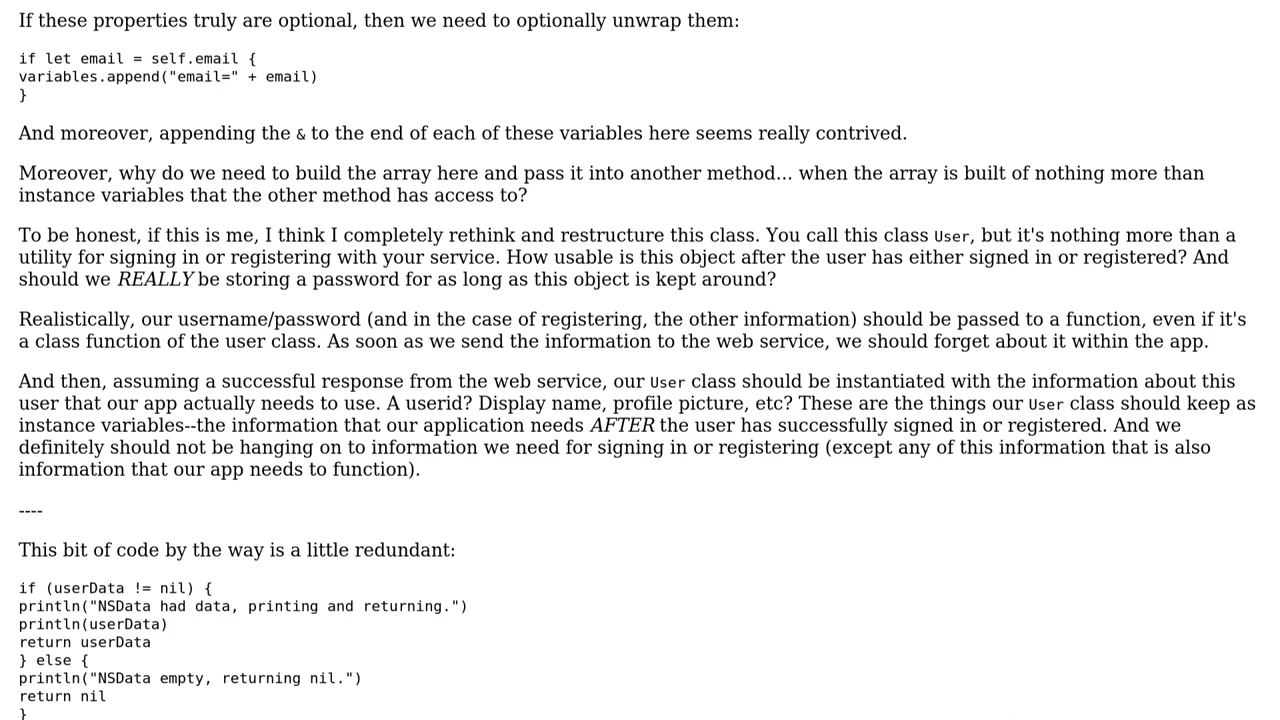 If these properties truly are optional, then we need to optionally unwrap them:
if let email = self.email {
variables.append("email=" + email)
}
And moreover, appending the & to the end of each of these variables here seems really contrived.
Moreover, why do we need to build the array here and pass it into another method... when the array is built of nothing more than
instance variables that the other method has access to?
To be honest, if this is me, I think I completely rethink and restructure this class. You call this class User, but it's nothing more than a
utility for signing in or registering with your service. How usable is this object after the user has either signed in or registered? And
should we REALLY be storing a password for as long as this object is kept around?
Realistically, our username/password (and in the case of registering, the other information) should be passed to a function, even if it's
a class function of the user class. As soon as we send the information to the web service, we should forget about it within the app.
And then, assuming a successful response from the web service, our User class should be instantiated with the information about this
user that our app actually needs to use. A userid? Display name, profile picture, etc? These are the things our User class should keep as
instance variables--the information that our application needs AFTER the user has successfully signed in or registered. And we
definitely should not be hanging on to information we need for signing in or registering (except any of this information that is also
information that our app needs to function).
----
This bit of code by the way is a little redundant:
if (userData != nil) {
println("NSData had data, printing and returning.")
println(userData)
return userData
} else {
println("NSData empty, returning nil.")
return nil
}